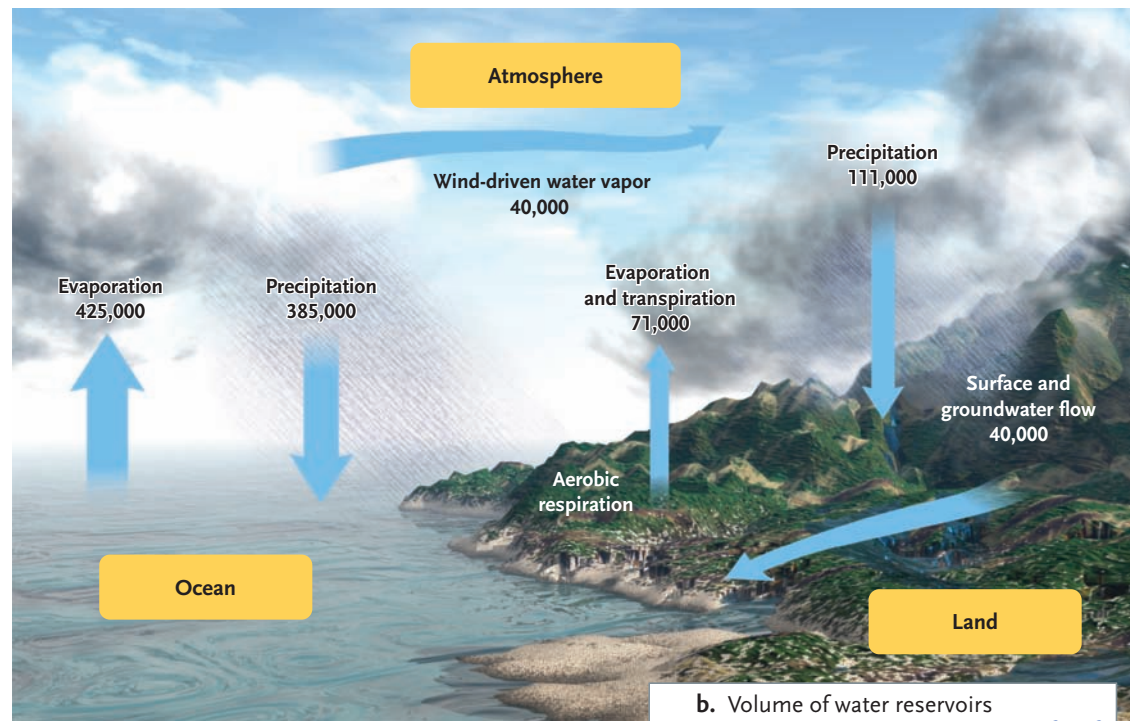 Atmosphere
Wind-driven water vapor
40,000
Precipitation
111,000
Evaporation
425,000
Precipitation
385,000
Evaporation
and transpiration
71,000
Surface and
groundwater flow
40,000
Aerobic
respiration
Ocean
Land
b. Volume of water reservoirs